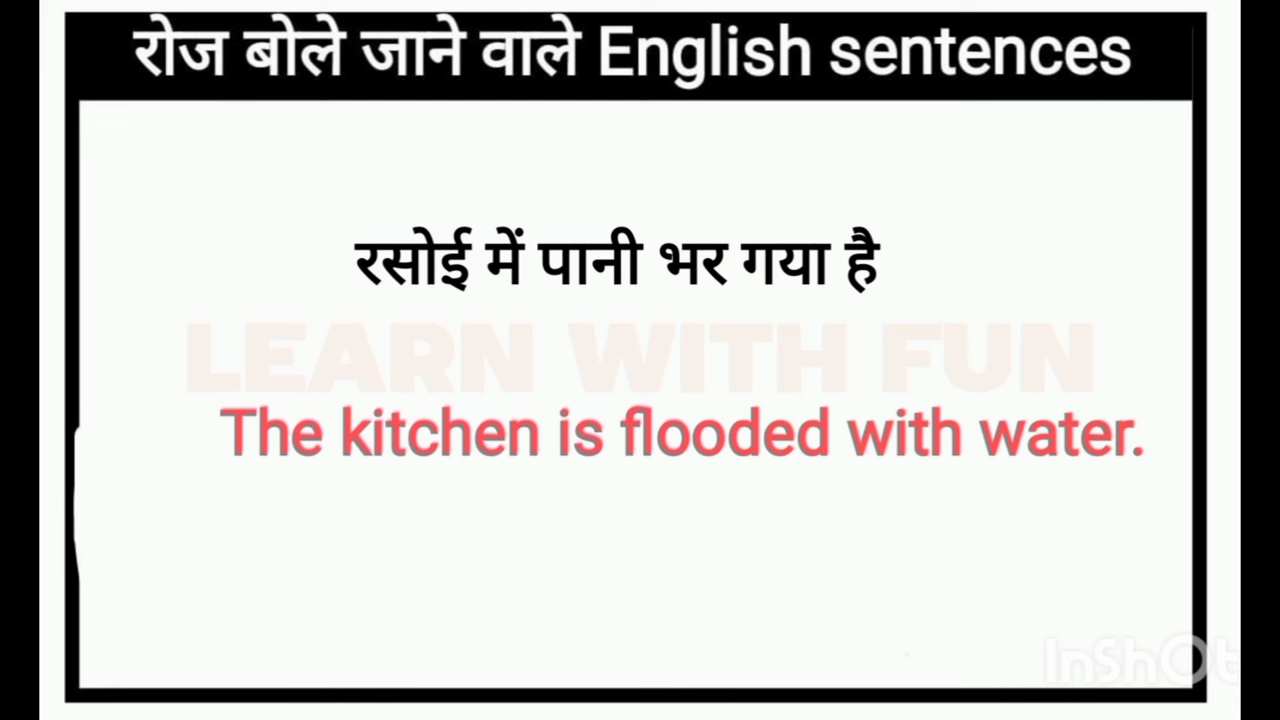 रोज बोले जाने वाले English sentences
रसोई में पानी भर गया है
LEARN WITH FUN
The kitchen is flooded with water.
InShOt